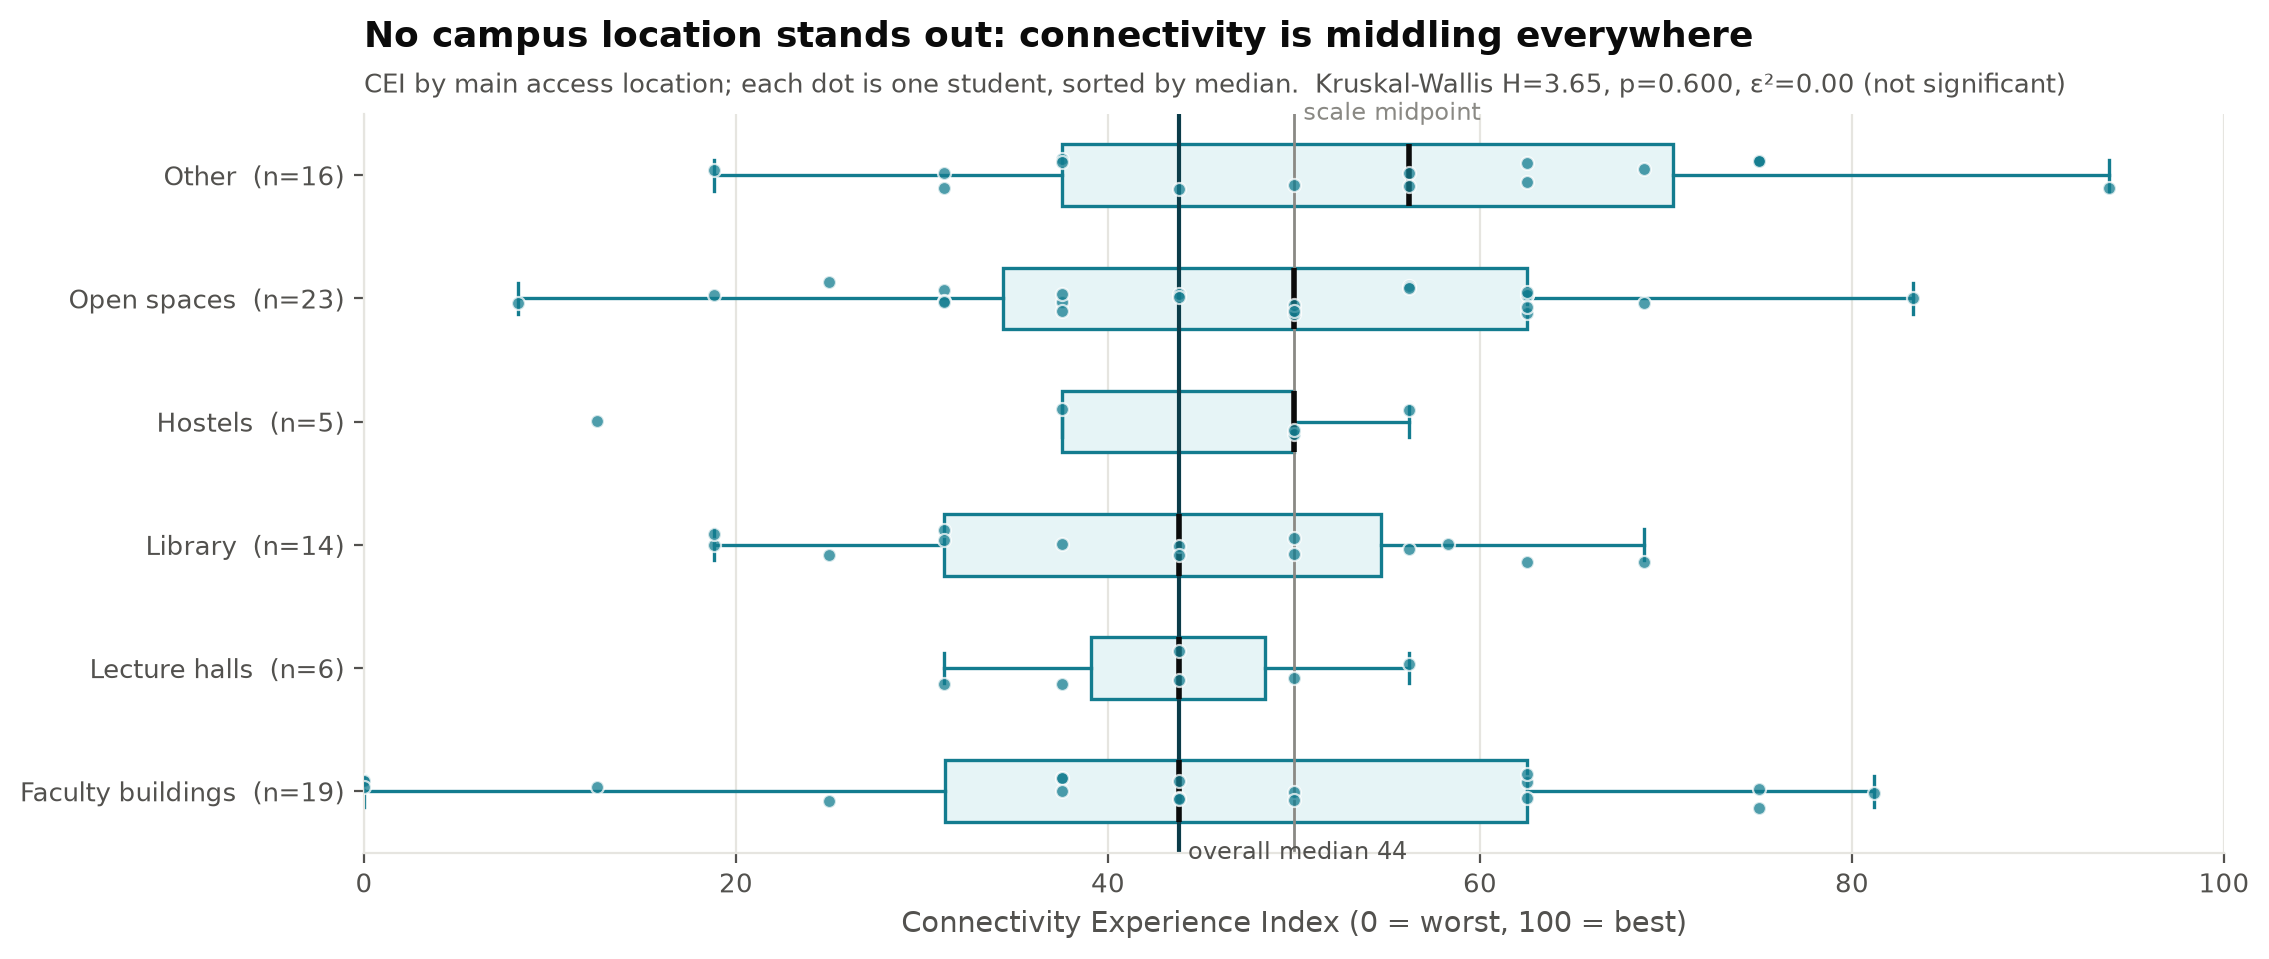 No campus location stands out: connectivity is middling everywhere
CEI by main access location; each dot is one student, sorted by median.  Kruskal-Wallis H=3.65, p=0.600, ε²=0.00 (not significant)
scale midpoint
Other  (n=16)
Open spaces  (n=23)
Hostels  (n=5)
Library  (n=14)
Lecture halls  (n=6)
Faculty buildings  (n=19)
overall median 44
0 20 40 60 80 100
Connectivity Experience Index (0 = worst, 100 = best)